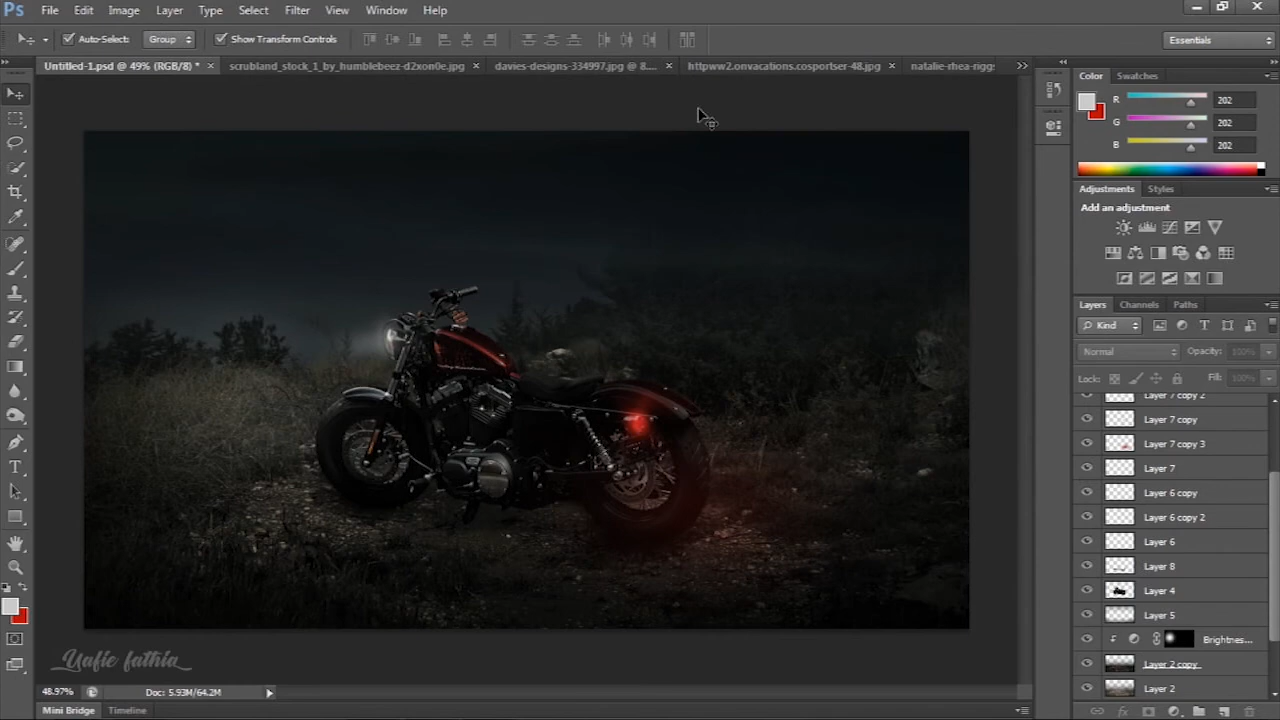 Ps File Edit Image Layer Type Select Filter View Window Help
Auto-Select: Group Show Transform Controls Essentials
Untitled-1.psd @ 49% (RGB/8) * × scrubland_stock_1_by_humblebeez-d2xon0e.jpg × davies-designs-334997.jpg @ 8.... × httpww2.onvacations.cosportser-48.jpg × natalie-rhea-riggs
Color Swatches
R 202
G 202
B 202
Adjustments Styles
Add an adjustment
Layers Channels Paths
Kind
Normal Opacity: 100%
Lock: Fill: 100%
Layer 7 copy 2
Layer 7 copy
Layer 7 copy 3
Layer 7
Layer 6 copy
Layer 6 copy 2
Layer 6
Layer 8
Layer 4
Layer 5
Brightnes...
Layer 2 copy
Layer 2
Yafie fathia
48.97% Doc: 5.93M/64.2M
Mini Bridge Timeline